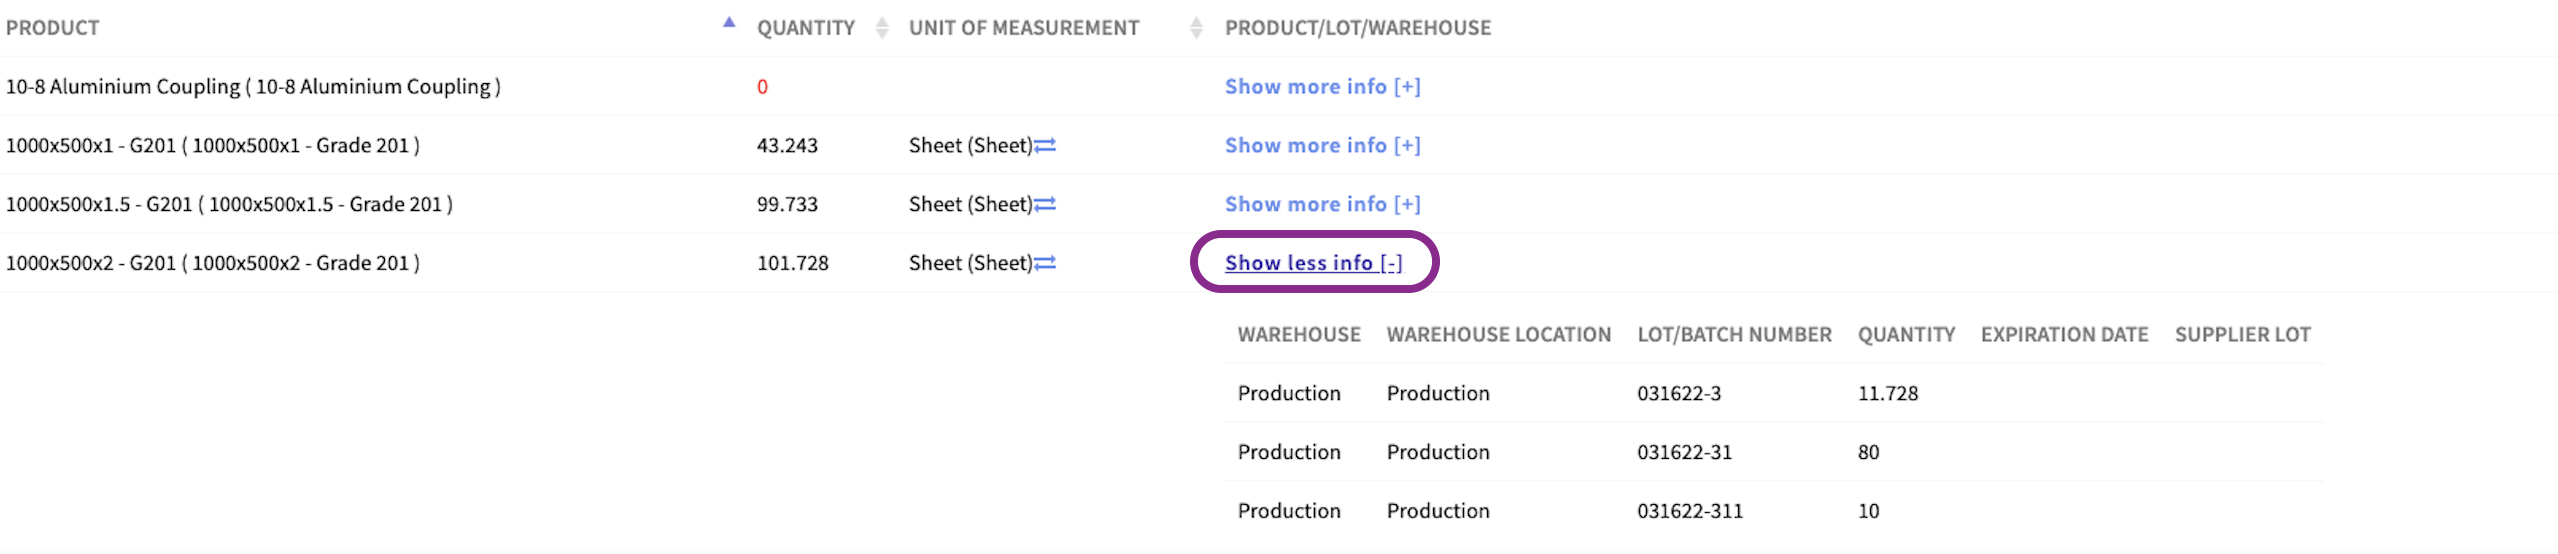 PRODUCT QUANTITY UNIT OF MEASUREMENT PRODUCT/LOT/WAREHOUSE
10-8 Aluminium Coupling ( 10-8 Aluminium Coupling ) 0 Show more info [+]
1000x500x1 - G201 ( 1000x500x1 - Grade 201 ) 43.243 Sheet (Sheet) Show more info [+]
1000x500x1.5 - G201 ( 1000x500x1.5 - Grade 201 ) 99.733 Sheet (Sheet) Show more info [+]
1000x500x2 - G201 ( 1000x500x2 - Grade 201 ) 101.728 Sheet (Sheet) Show less info [-]
WAREHOUSE WAREHOUSE LOCATION LOT/BATCH NUMBER QUANTITY EXPIRATION DATE SUPPLIER LOT
Production Production 031622-3 11.728
Production Production 031622-31 80
Production Production 031622-311 10